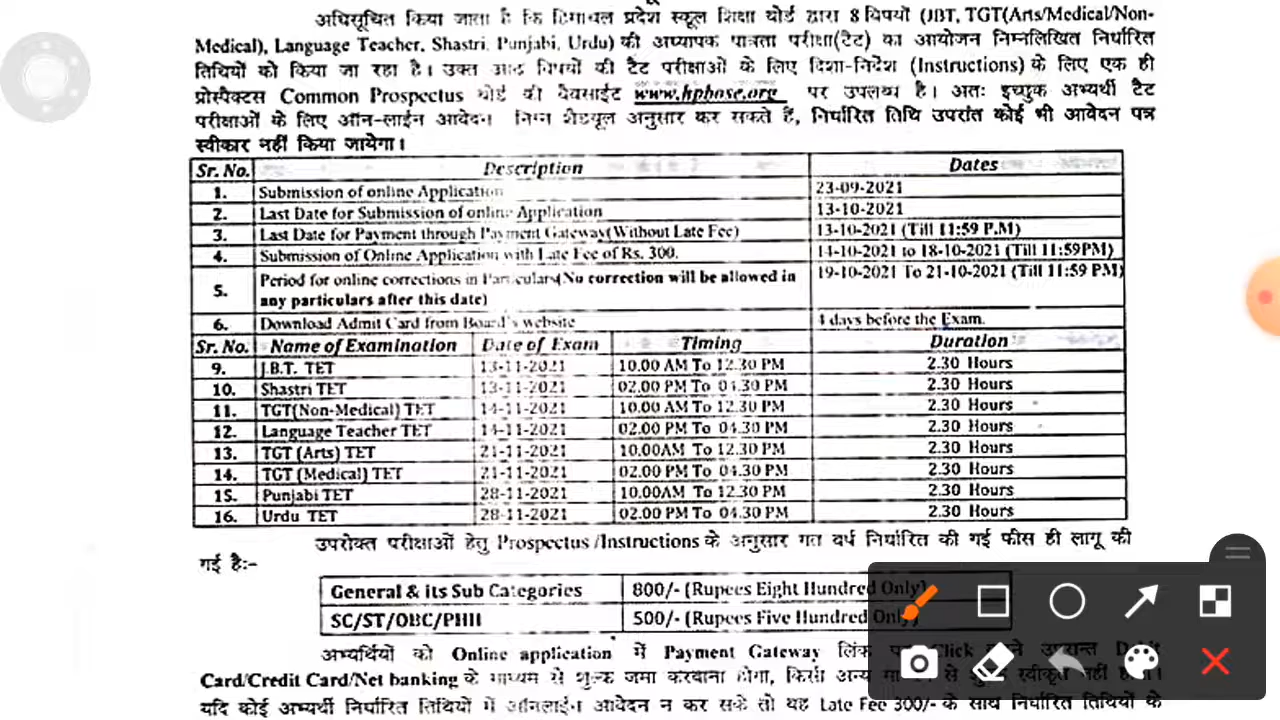 अधिसूचित किया जाता है कि हिमाचल प्रदेश स्कूल शिक्षा बोर्ड द्वारा 8 विषयों (JBT, TGT(Arts/Medical/Non-
Medical), Language Teacher, Shastri, Punjabi, Urdu) की अध्यापक पात्रता परीक्षा(टैट) का आयोजन निम्नलिखित निर्धारित
तिथियों को किया जा रहा है। उक्त आठ विषयों की टैट परीक्षाओं के लिए दिशा-निर्देश (Instructions) के लिए एक ही
प्रोस्पैक्टस Common Prospectus बोर्ड की वैबसाईट www.hpbose.org पर उपलब्ध है। अतः इच्छुक अभ्यर्थी टैट
परीक्षाओं के लिए ऑन-लाईन आवेदन निम्न शैड्यूल अनुसार कर सकते हैं, निर्धारित तिथि उपरांत कोई भी आवेदन पत्र
स्वीकार नहीं किया जायेगा।
Sr. No. Description Dates
1. Submission of online Application 23-09-2021
2. Last Date for Submission of online Application 13-10-2021
3. Last Date for Payment through Payment Gateway(Without Late Fee) 13-10-2021 (Till 11:59 P.M)
4. Submission of Online Application with Late Fee of Rs. 300. 14-10-2021 to 18-10-2021 (Till 11:59PM)
5. Period for online corrections in Particulars(No correction will be allowed in 19-10-2021 To 21-10-2021 (Till 11:59 PM)
any particulars after this date)
6. Download Admit Card from Board's website 4 days before the Exam.
Sr. No. Name of Examination Date of Exam Timing Duration
9. J.B.T. TET 13-11-2021 10.00 AM To 12.30 PM 2.30 Hours
10. Shastri TET 13-11-2021 02.00 PM To 04.30 PM 2.30 Hours
11. TGT(Non-Medical) TET 14-11-2021 10.00 AM To 12.30 PM 2.30 Hours
12. Language Teacher TET 14-11-2021 02.00 PM To 04.30 PM 2.30 Hours
13. TGT (Arts) TET 21-11-2021 10.00AM To 12.30 PM 2.30 Hours
14. TGT (Medical) TET 21-11-2021 02.00 PM To 04.30 PM 2.30 Hours
15. Punjabi TET 28-11-2021 10.00AM To 12.30 PM 2.30 Hours
16. Urdu TET 28-11-2021 02.00 PM To 04.30 PM 2.30 Hours
उपरोक्त परीक्षाओं हेतु Prospectus /Instructions के अनुसार गत वर्ष निर्धारित की गई फीस ही लागू की
गई है:-
General & its Sub Categories 800/- (Rupees Eight Hundred Only)
SC/ST/OBC/PHH 500/- (Rupees Five Hundred Only)
अभ्यर्थियों को Online application में Payment Gateway लिंक Click उपरान्त Debit
Card/Credit Card/Net banking के माध्यम से शुल्क जमा करवाना होगा, किसी अन्य से स्वीकृत नहीं
यदि कोई अभ्यर्थी निर्धारित तिथियों में ऑनलाईन आवेदन न कर सके तो वह Late Fee 300/- के साथ निर्धारित तिथियों के